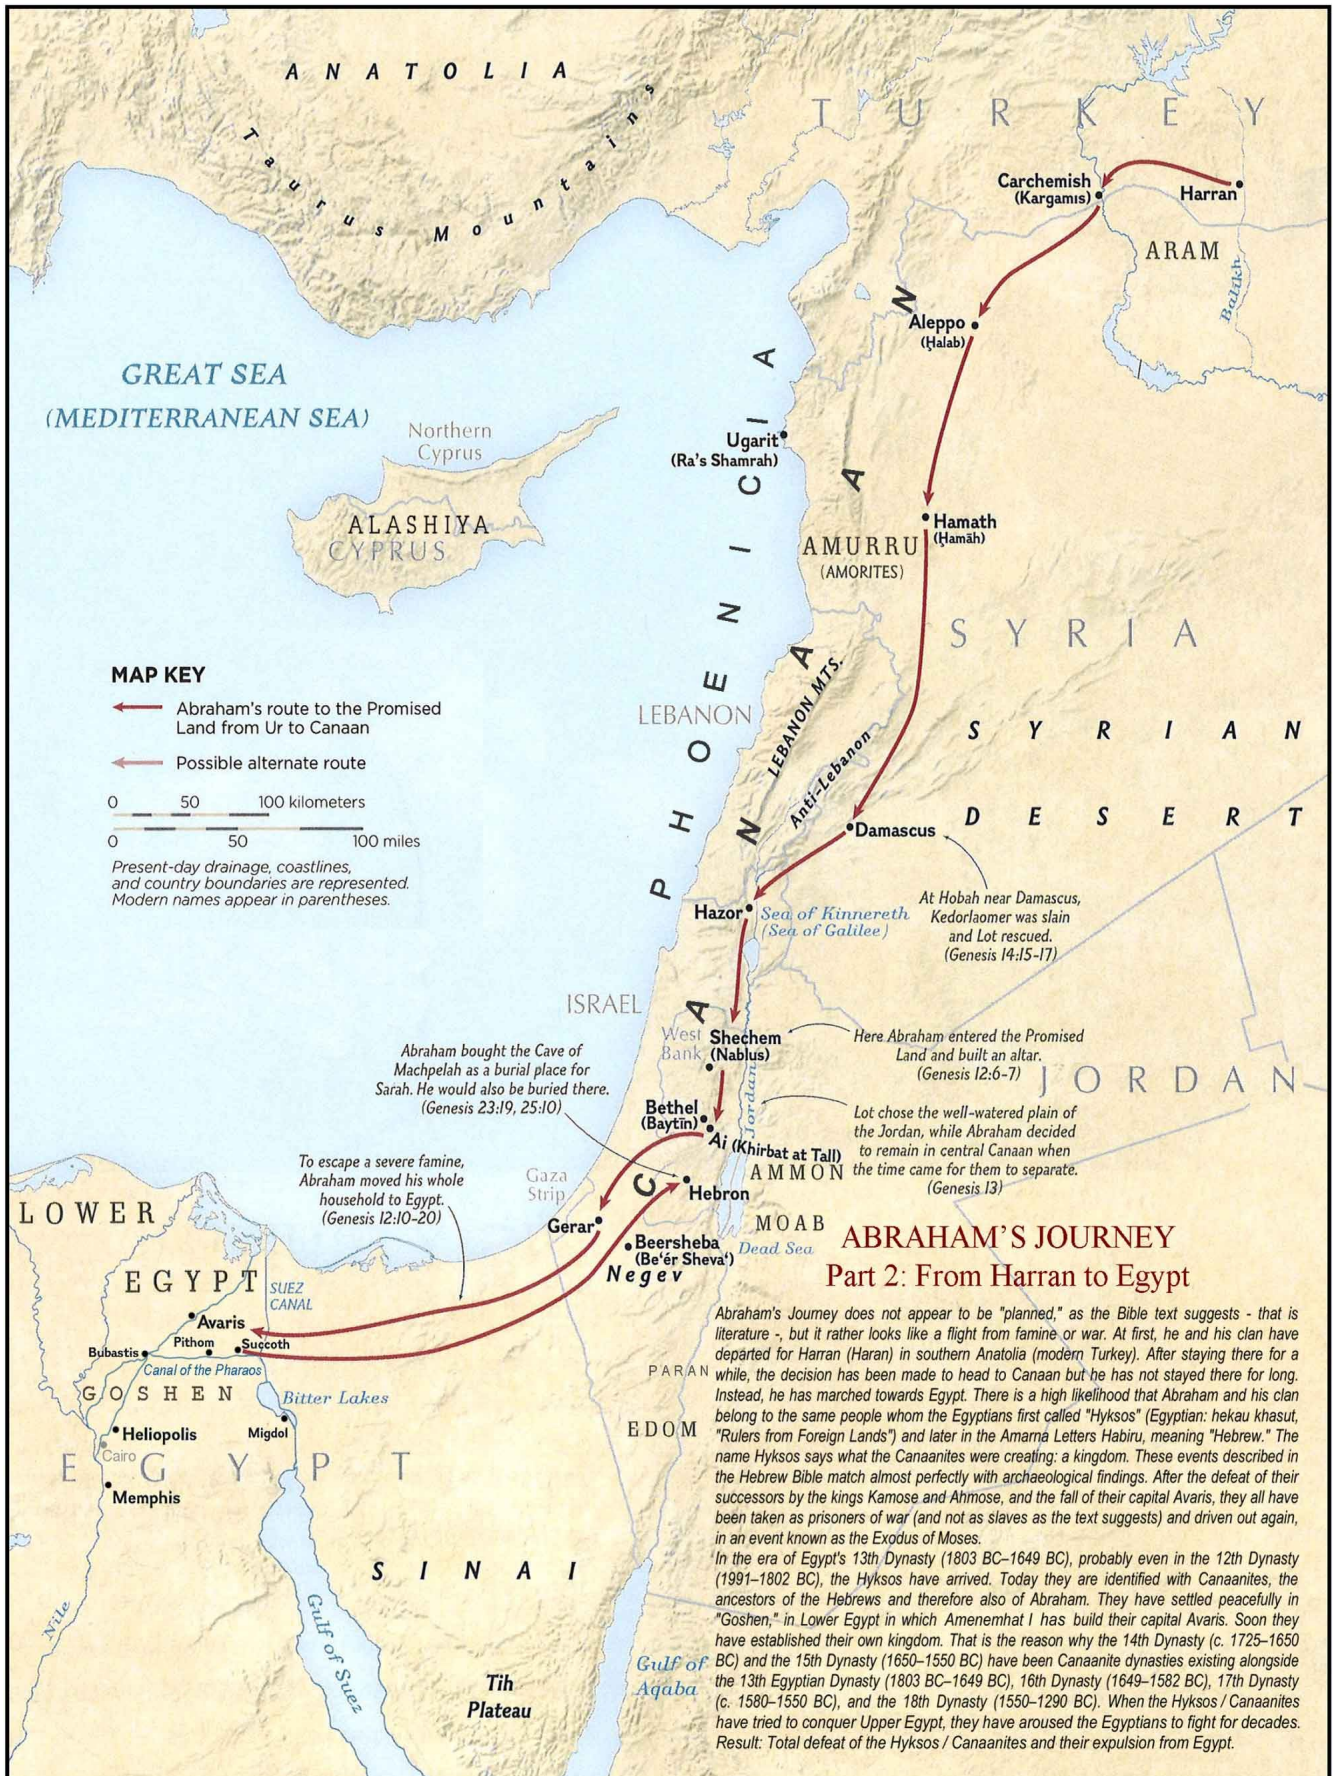 ANATOLIA
Taurus Mountains
TURKEY
Carchemish
(Kargamıs)
Harran
ARAM
Balikh
Aleppo
(Ḥalab)
GREAT SEA
(MEDITERRANEAN SEA)
Northern
Cyprus
ALASHIYA
CYPRUS
Ugarit
(Ra's Shamrah)
PHOENICIA
CANAAN
Hamath
(Ḥamāh)
AMURRU
(AMORITES)
SYRIA
LEBANON
LEBANON MTS.
Anti-Lebanon
SYRIAN
DESERT
MAP KEY
Abraham's route to the Promised
Land from Ur to Canaan
Possible alternate route
0 50 100 kilometers
0 50 100 miles
Present-day drainage, coastlines,
and country boundaries are represented.
Modern names appear in parentheses.
Damascus
At Hobah near Damascus,
Kedorlaomer was slain
and Lot rescued.
(Genesis 14:15-17)
Hazor
Sea of Kinnereth
(Sea of Galilee)
ISRAEL
West
Bank
Shechem
(Nablus)
Here Abraham entered the Promised
Land and built an altar.
(Genesis 12:6-7)
JORDAN
Jordan
Abraham bought the Cave of
Machpelah as a burial place for
Sarah. He would also be buried there.
(Genesis 23:19, 25:10)
Bethel
(Baytīn)
Ai (Khirbat at Tall)
Lot chose the well-watered plain of
the Jordan, while Abraham decided
to remain in central Canaan when
the time came for them to separate.
(Genesis 13)
AMMON
To escape a severe famine,
Abraham moved his whole
household to Egypt.
(Genesis 12:10-20)
Gaza
Strip
Hebron
Gerar
MOAB
Beersheba
(Be'ér Sheva')
Dead Sea
Negev
LOWER
EGYPT
SUEZ
CANAL
Avaris
Pithom
Succoth
Bubastis
Canal of the Pharaos
GOSHEN
Bitter Lakes
Heliopolis
Migdol
Cairo
EGYPT
Memphis
PARAN
EDOM
SINAI
Nile
Gulf of Suez
Tih
Plateau
Gulf of
Aqaba
ABRAHAM'S JOURNEY
Part 2: From Harran to Egypt
Abraham's Journey does not appear to be "planned," as the Bible text suggests - that is
literature -, but it rather looks like a flight from famine or war. At first, he and his clan have
departed for Harran (Haran) in southern Anatolia (modern Turkey). After staying there for a
while, the decision has been made to head to Canaan but he has not stayed there for long.
Instead, he has marched towards Egypt. There is a high likelihood that Abraham and his clan
belong to the same people whom the Egyptians first called "Hyksos" (Egyptian: hekau khasut,
"Rulers from Foreign Lands") and later in the Amarna Letters Habiru, meaning "Hebrew." The
name Hyksos says what the Canaanites were creating: a kingdom. These events described in
the Hebrew Bible match almost perfectly with archaeological findings. After the defeat of their
successors by the kings Kamose and Ahmose, and the fall of their capital Avaris, they all have
been taken as prisoners of war (and not as slaves as the text suggests) and driven out again,
in an event known as the Exodus of Moses.
In the era of Egypt's 13th Dynasty (1803 BC–1649 BC), probably even in the 12th Dynasty
(1991–1802 BC), the Hyksos have arrived. Today they are identified with Canaanites, the
ancestors of the Hebrews and therefore also of Abraham. They have settled peacefully in
"Goshen," in Lower Egypt in which Amenemhat I has build their capital Avaris. Soon they
have established their own kingdom. That is the reason why the 14th Dynasty (c. 1725–1650
BC) and the 15th Dynasty (1650–1550 BC) have been Canaanite dynasties existing alongside
the 13th Egyptian Dynasty (1803 BC–1649 BC), 16th Dynasty (1649–1582 BC), 17th Dynasty
(c. 1580–1550 BC), and the 18th Dynasty (1550–1290 BC). When the Hyksos / Canaanites
have tried to conquer Upper Egypt, they have aroused the Egyptians to fight for decades.
Result: Total defeat of the Hyksos / Canaanites and their expulsion from Egypt.